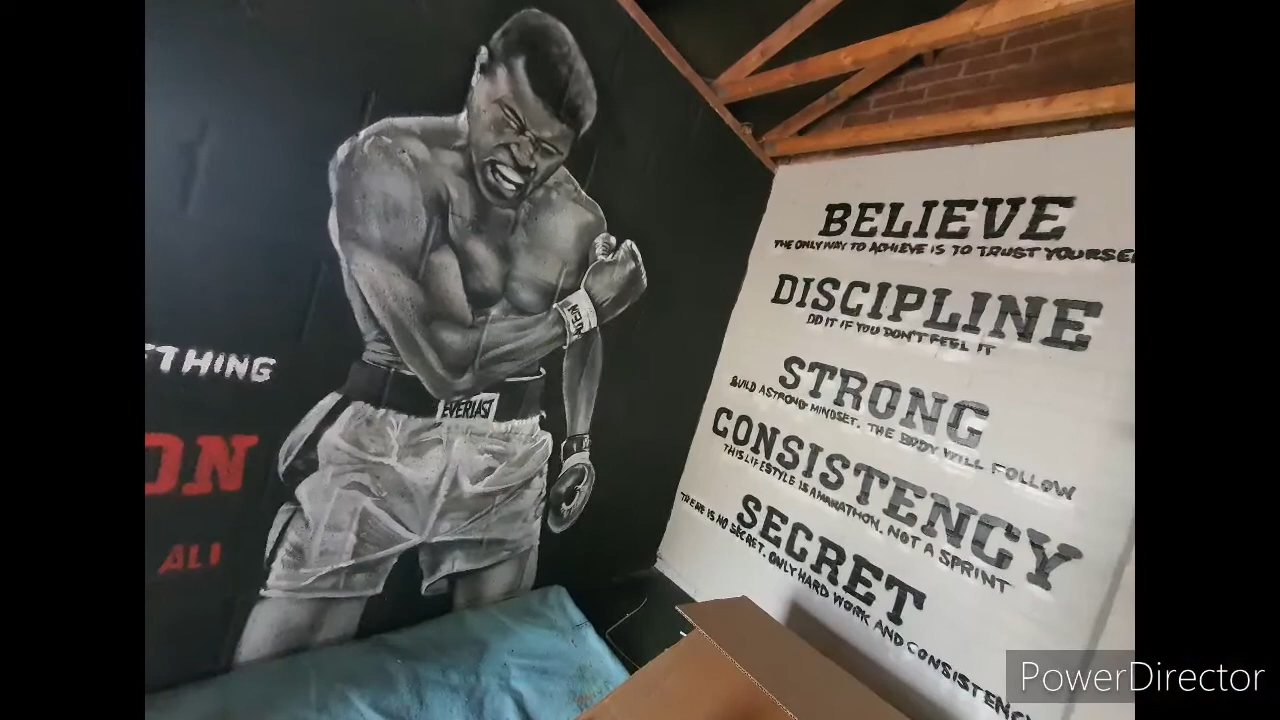 THING
ON
ALI
EVERLAST
BELIEVE
THE ONLY WAY TO ACHIEVE IS TO TRUST YOURSE
DISCIPLINE
DO IT IF YOU DON'T FEEL IT
STRONG
BUILD A STRONG MINDSET. THE BODY WILL FOLLOW
CONSISTENCY
THIS LIFESTYLE IS A MARATHON. NOT A SPRINT
SECRET
THERE IS NO SECRET. ONLY HARD WORK AND CONSISTENCY
PowerDirector